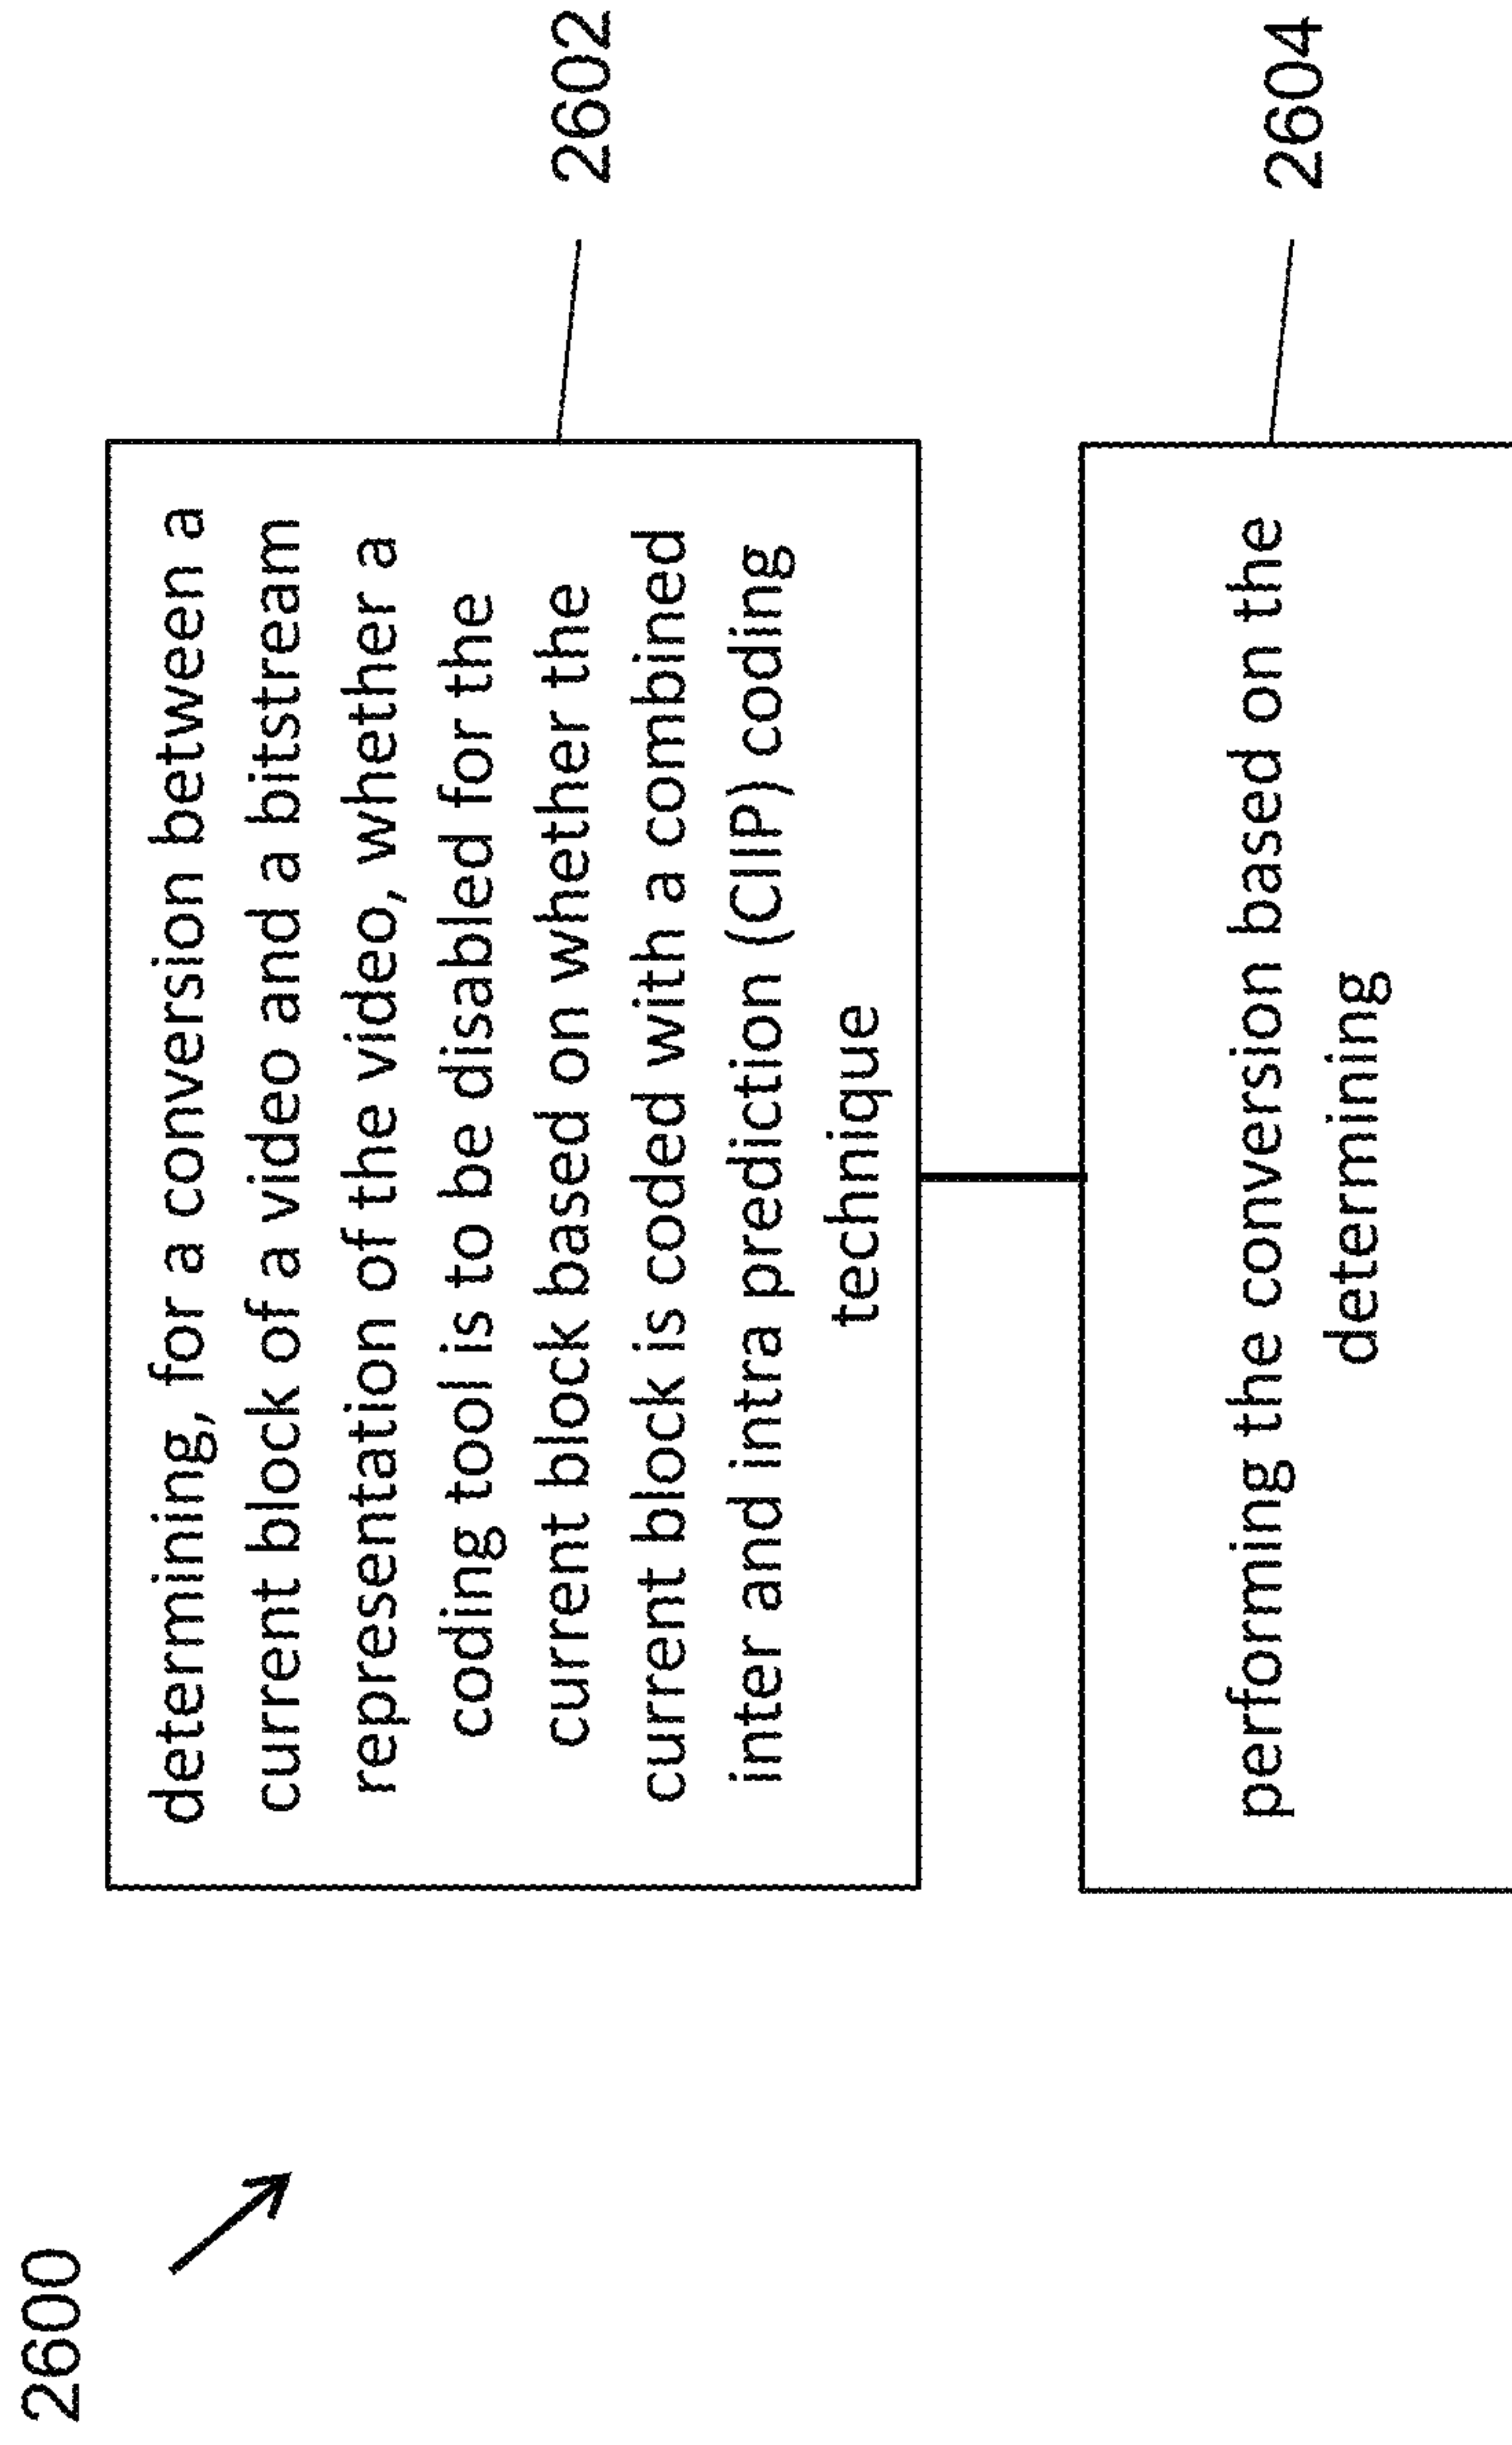 2600
determining, for a conversion between a
current block of a video and a bitstream
representation of the video, whether a
coding tool is to be disabled for the
current block based on whether the
current block is coded with a combined
inter and intra prediction (CIIP) coding
technique
2602
performing the conversion based on the
determining
2604